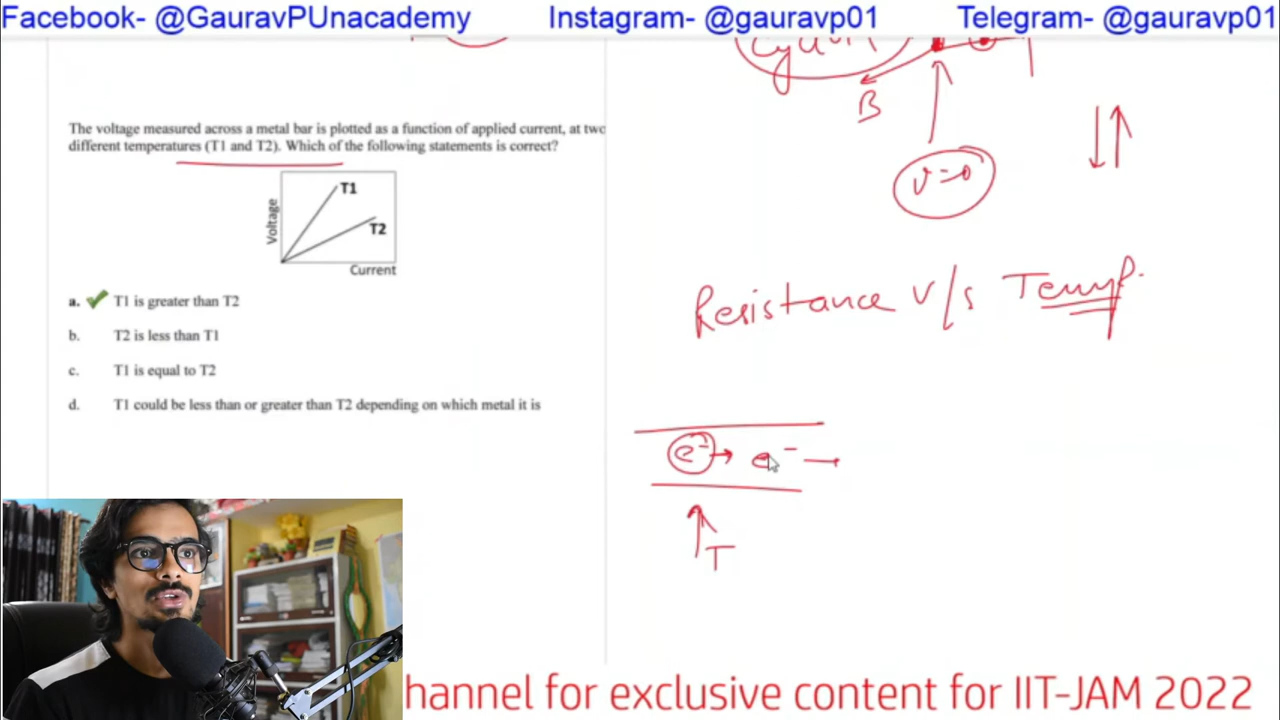 Facebook- @GauravPUnacademy Instagram- @gauravp01 Telegram- @gauravp01
The voltage measured across a metal bar is plotted as a function of applied current, at two
different temperatures (T1 and T2). Which of the following statements is correct?
T1
T2
Voltage
Current
a. T1 is greater than T2
b. T2 is less than T1
c. T1 is equal to T2
d. T1 could be less than or greater than T2 depending on which metal it is
B
v=0
Resistance v/s Temp.
e⁻ → e⁻ →
T
hannel for exclusive content for IIT-JAM 2022